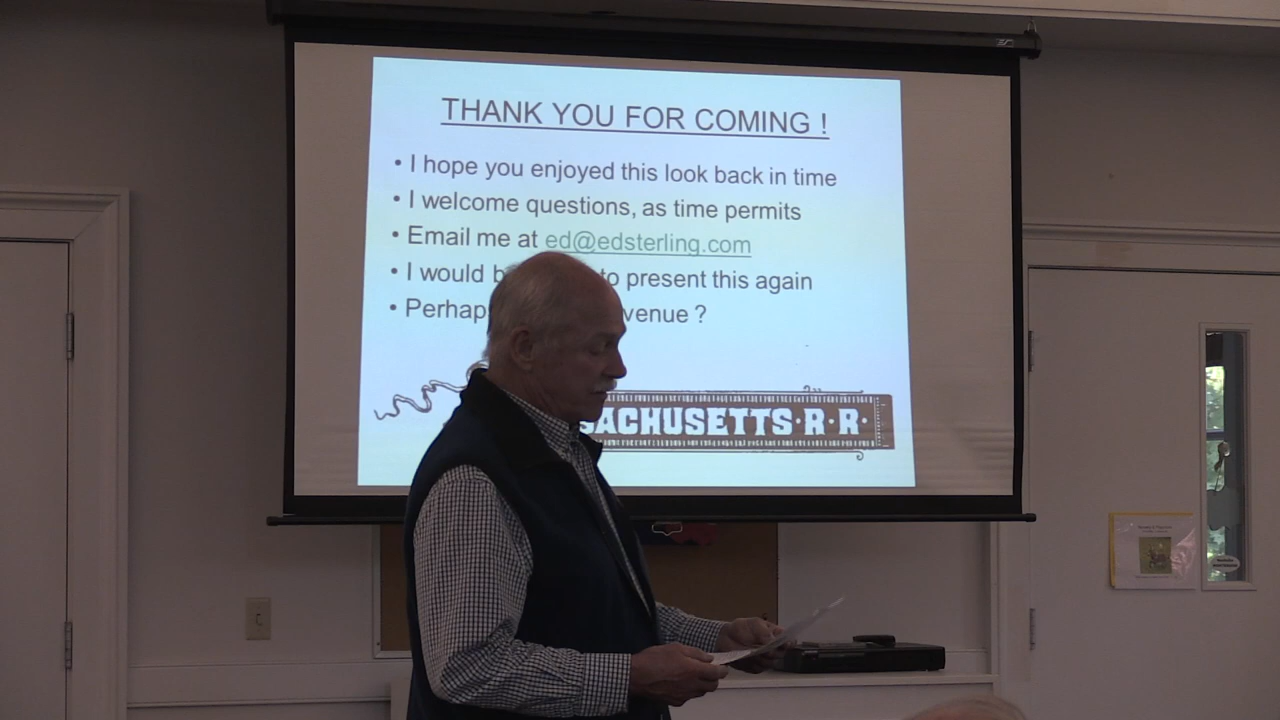 THANK YOU FOR COMING !
• I hope you enjoyed this look back in time
• I welcome questions, as time permits
• Email me at ed@edsterling.com
• I would b to present this again
• Perhap venue ?
SACHUSETTS·R·R·